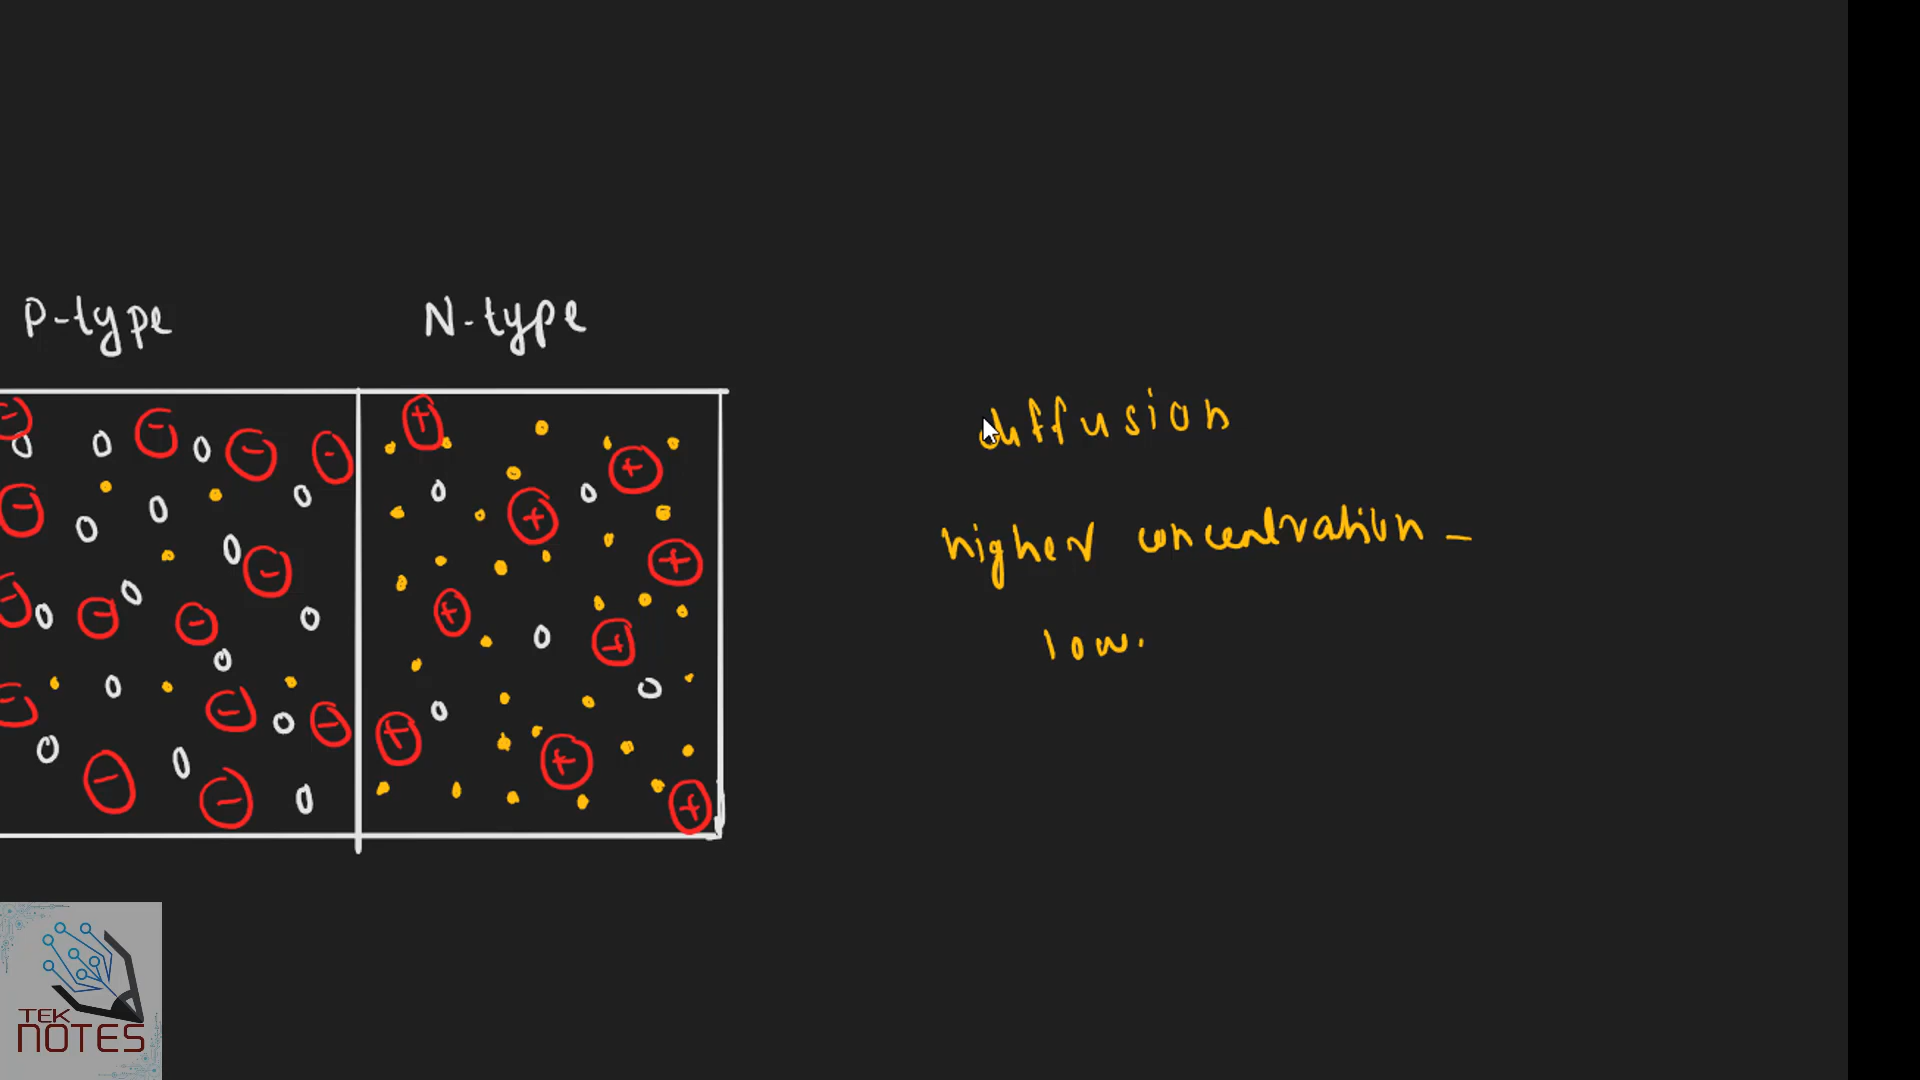 P-type N-type
diffusion
higher concentration -
low.
TEK
NOTES